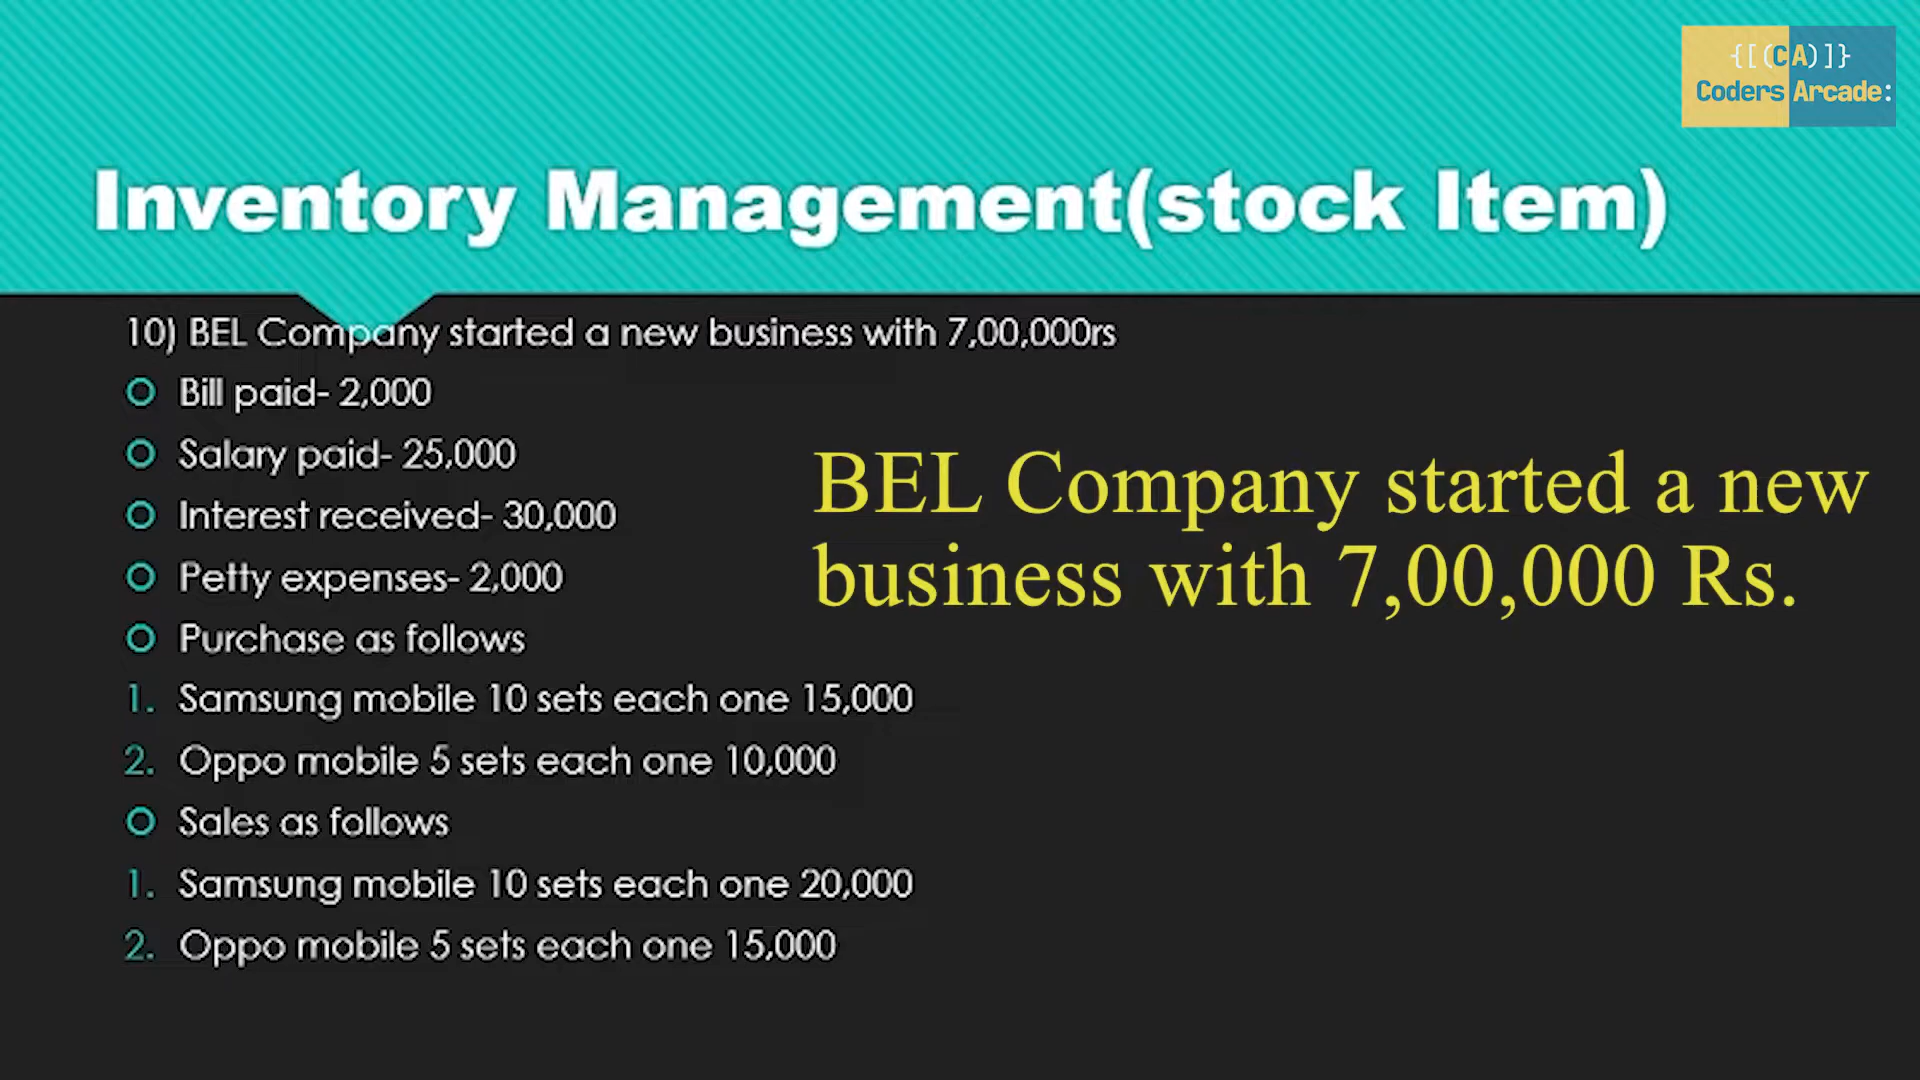 {[(CA)]}
Coders Arcade:
Inventory Management(stock Item)
10) BEL Company started a new business with 7,00,000rs
Bill paid- 2,000
Salary paid- 25,000
Interest received- 30,000
Petty expenses- 2,000
Purchase as follows
1. Samsung mobile 10 sets each one 15,000
2. Oppo mobile 5 sets each one 10,000
Sales as follows
1. Samsung mobile 10 sets each one 20,000
2. Oppo mobile 5 sets each one 15,000
BEL Company started a new
business with 7,00,000 Rs.